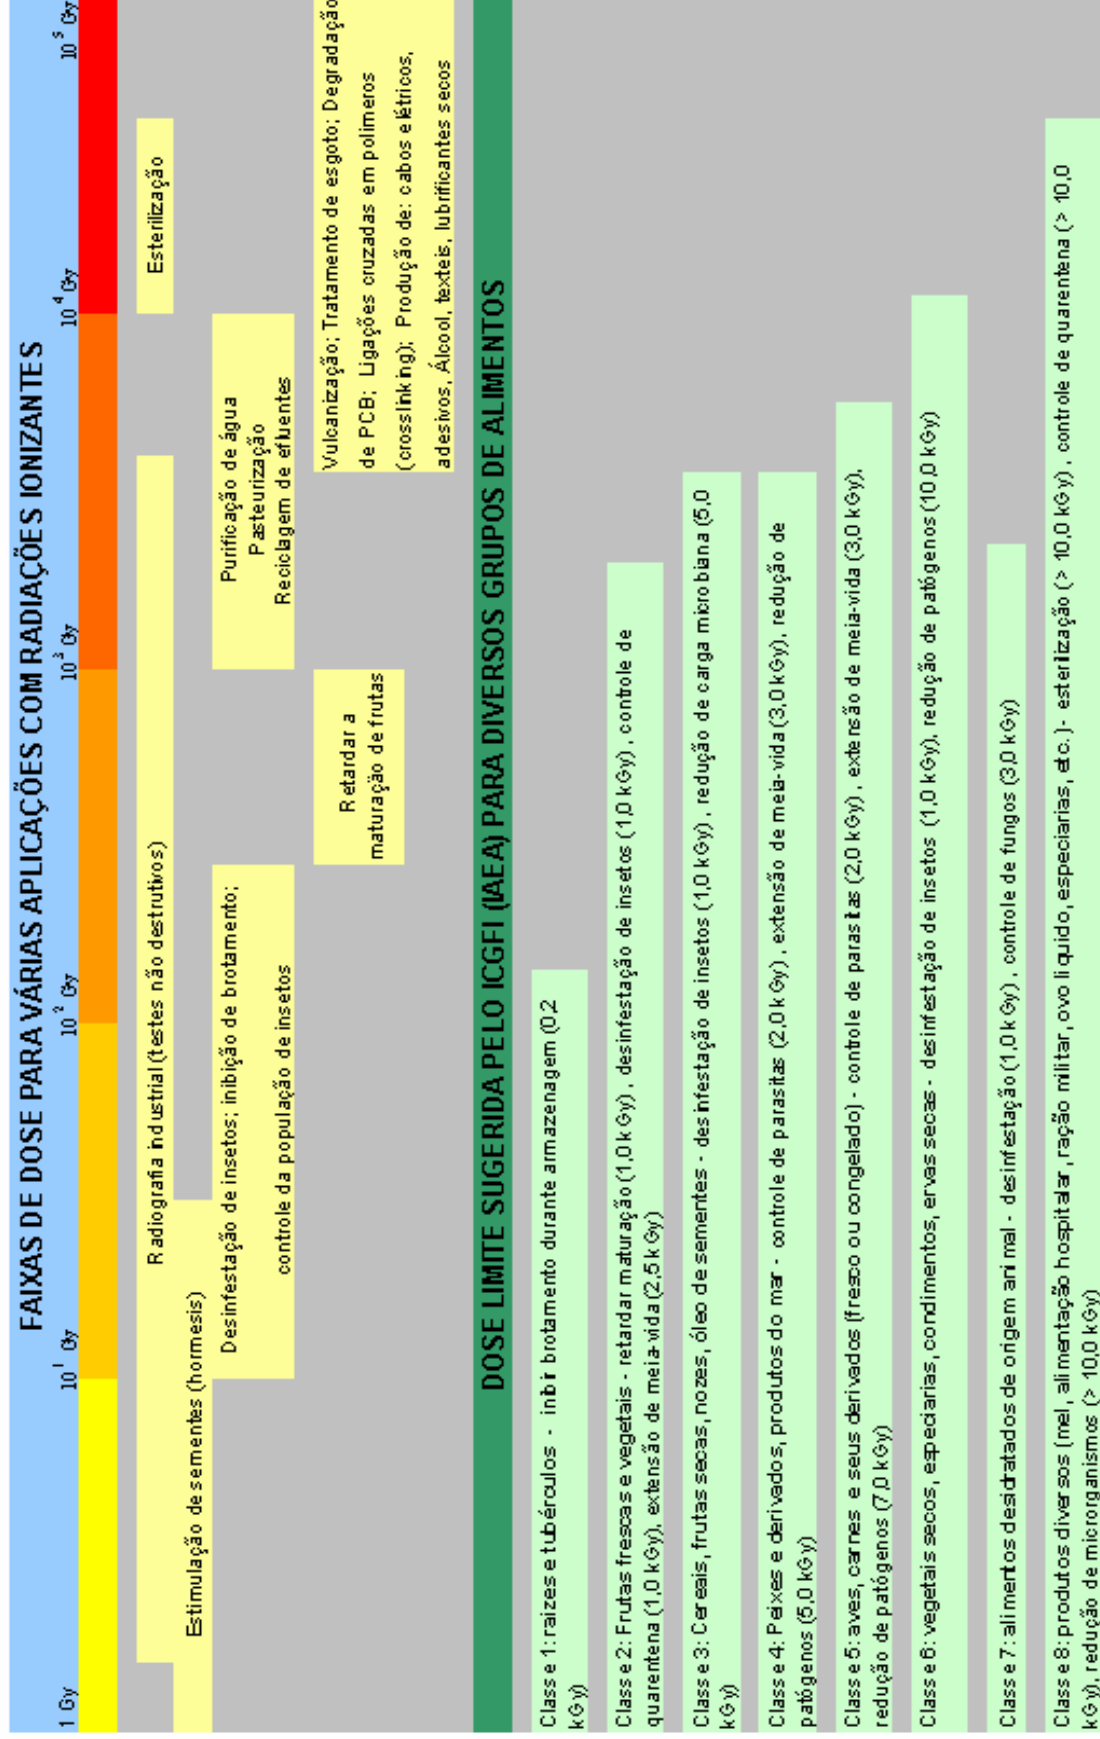 FAIXAS DE DOSE PARA VÁRIAS APLICAÇÕES COM RADIAÇÕES IONIZANTES
1 Gy 10¹ Gy 10² Gy 10³ Gy 10⁴ Gy 10⁵ Gy
Radiografia industrial (testes não destrutivos)
Esterilização
Estimulação de sementes (hormesis)
Desinfestação de insetos; inibição de brotamento;
controle da população de insetos
Purificação de água
Pasteurização
Reciclagem de efluentes
Retardar a
maturação de frutas
Vulcanização; Tratamento de esgoto; Degradação
de PCB; Ligações cruzadas em polímeros
(crosslinking); Produção de: cabos elétricos,
adesivos, Álcool, texteis, lubrificantes secos
DOSE LIMITE SUGERIDA PELO ICGFI (IAEA) PARA DIVERSOS GRUPOS DE ALIMENTOS
Classe 1: raizes e tubérculos - inibir brotamento durante armazenagem (0,2
kGy)
Classe 2: Frutas frescas e vegetais - retardar maturação (1,0 kGy), desinfestação de insetos (1,0 kGy), controle de
quarentena (1,0 kGy), extensão de meia-vida (2,5 kGy)
Classe 3: Cereais, frutas secas, nozes, óleo de sementes - desinfestação de insetos (1,0 kGy), redução de carga microbiana (5,0
kGy)
Classe 4: Peixes e derivados, produtos do mar - controle de parasitas (2,0 kGy), extensão de meia-vida (3,0 kGy), redução de
patógenos (5,0 kGy)
Classe 5: aves, carnes e seus derivados (fresco ou congelado) - controle de parasitas (2,0 kGy), extensão de meia-vida (3,0 kGy),
redução de patógenos (7,0 kGy)
Classe 6: vegetais secos, especiarias, condimentos, ervas secas - desinfestação de insetos (1,0 kGy), redução de patógenos (10,0 kGy)
Classe 7: alimentos desidratados de origem animal - desinfestação (1,0 kGy), controle de fungos (3,0 kGy)
Classe 8: produtos diversos (mel, alimentação hospitalar, ração militar, ovo liquido, especiarias, etc.) - esterização (> 10,0 kGy), controle de quarentena (> 10,0
kGy), redução de microrganismos (> 10,0 kGy)